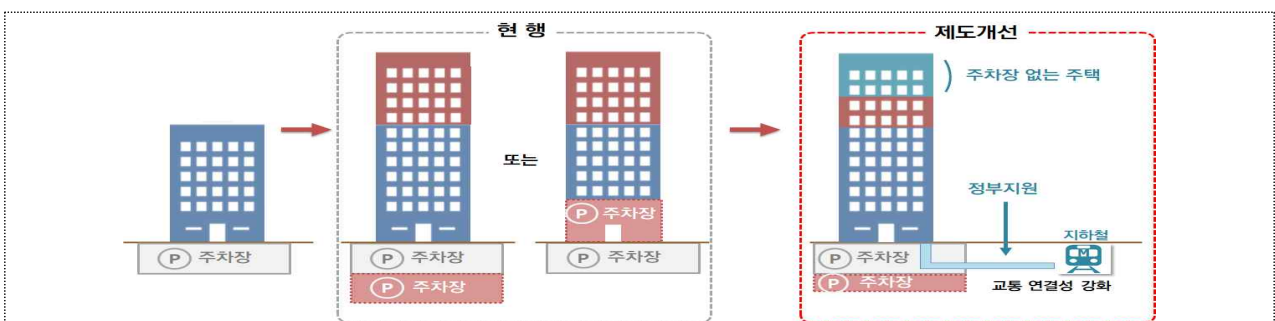 현 행
제도개선
주차장 없는 주택
또는
정부지원
P 주차장
지하철
M
P 주차장
P 주차장
P 주차장
P 주차장
P 주차장
P 주차장
교통 연결성 강화